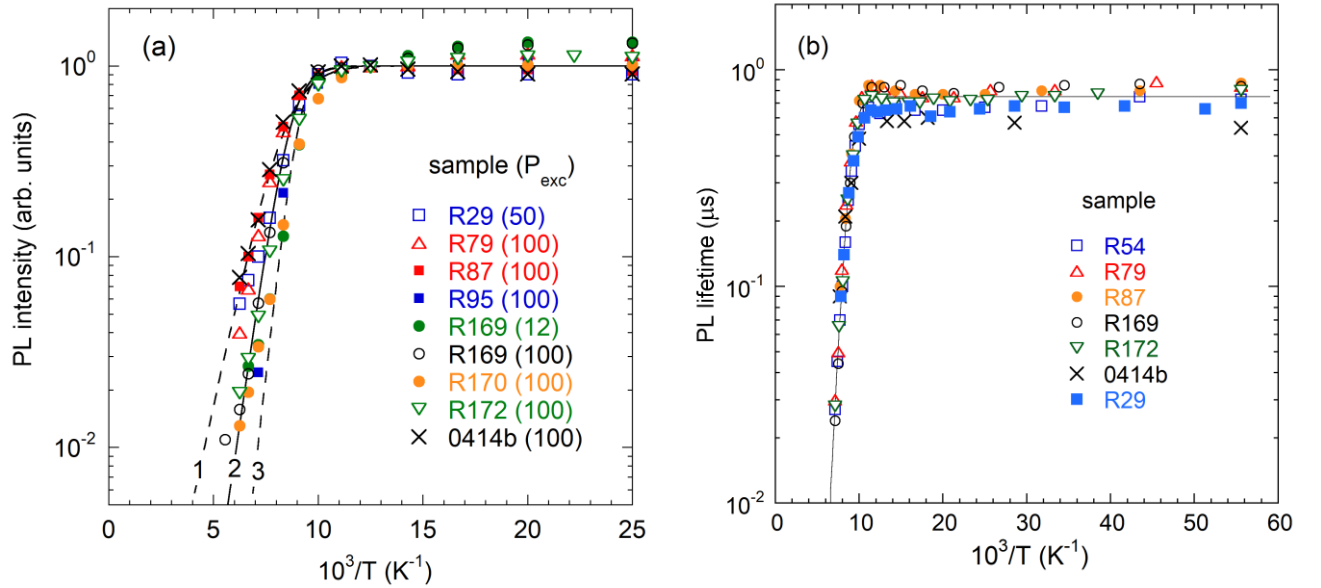 (a)
PL intensity (arb. units)
10^0
10^-1
10^-2
sample (P_exc)
R29 (50)
R79 (100)
R87 (100)
R95 (100)
R169 (12)
R169 (100)
R170 (100)
R172 (100)
0414b (100)
1 2 3
0 5 10 15 20 25
10^3/T (K^-1)
(b)
PL lifetime (μs)
10^0
10^-1
10^-2
sample
R54
R79
R87
R169
R172
0414b
R29
0 10 20 30 40 50 60
10^3/T (K^-1)